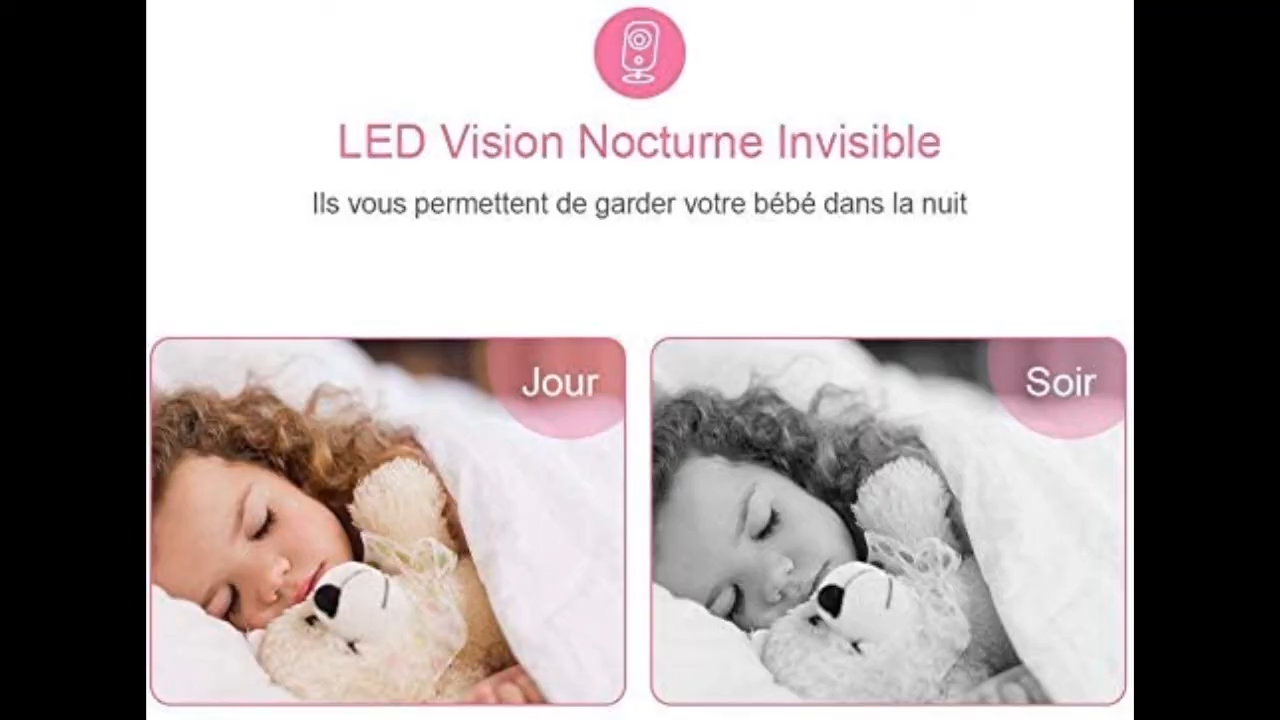 LED Vision Nocturne Invisible
Ils vous permettent de garder votre bébé dans la nuit
Jour
Soir